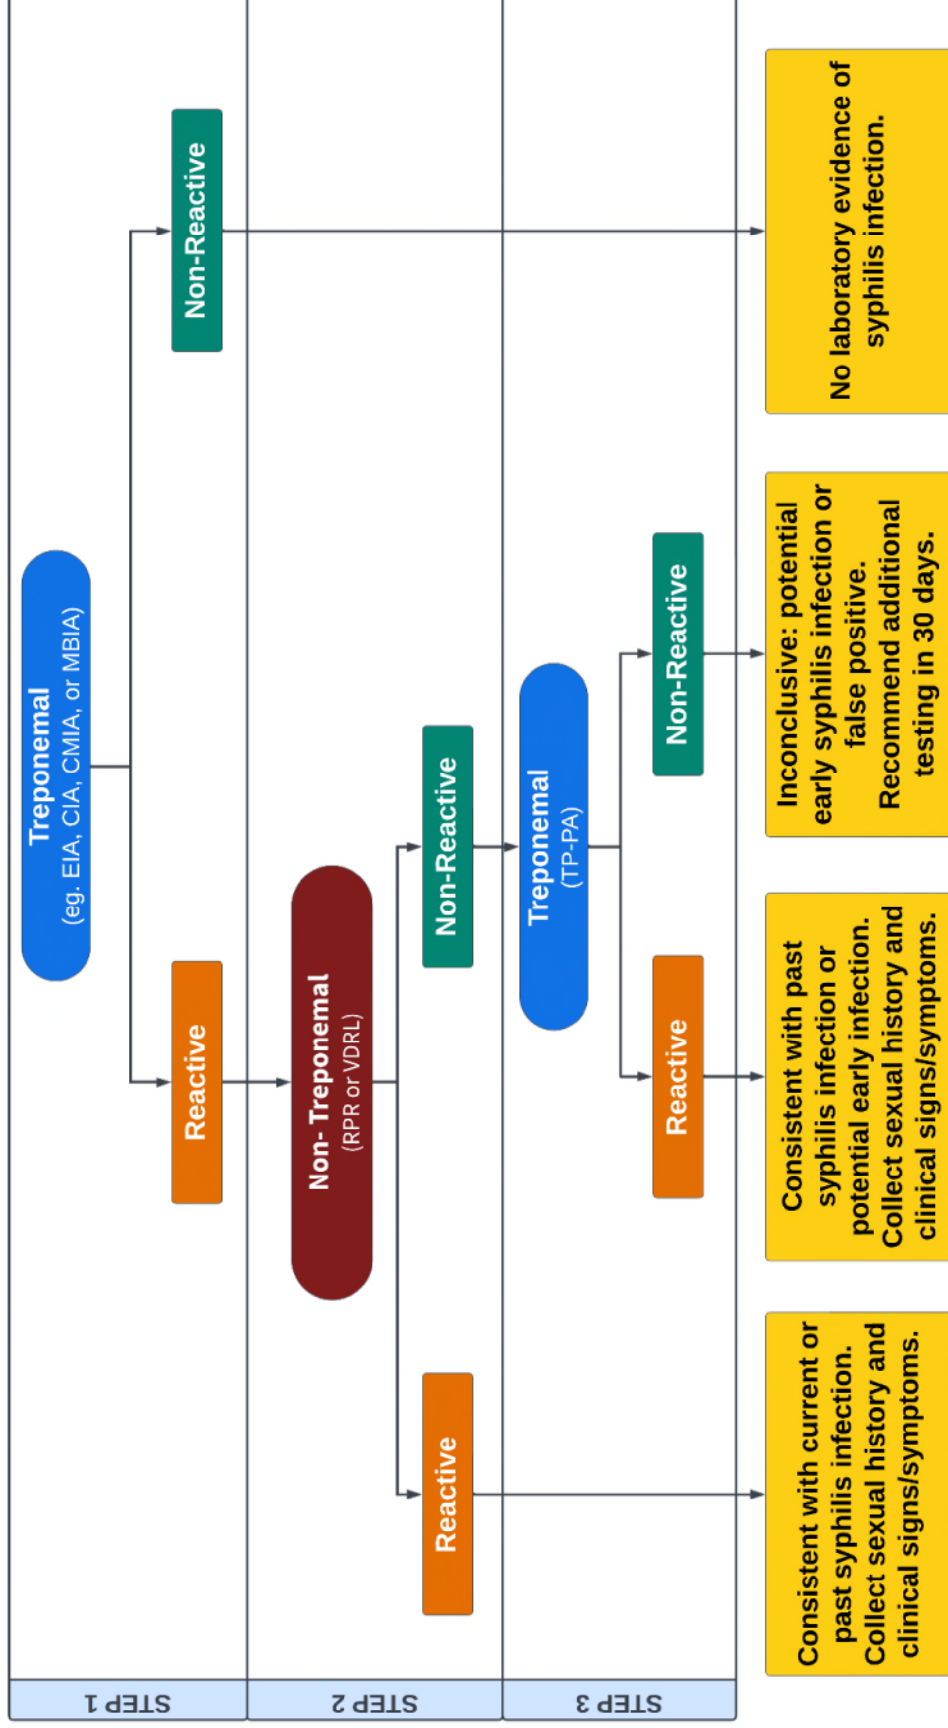 STEP 1
Treponemal
(eg. EIA, CIA, CMIA, or MBIA)
Reactive
Non-Reactive
STEP 2
Non- Treponemal
(RPR or VDRL)
Reactive
Non-Reactive
STEP 3
Treponemal
(TP-PA)
Reactive
Non-Reactive
Consistent with current or
past syphilis infection.
Collect sexual history and
clinical signs/symptoms.
Consistent with past
syphilis infection or
potential early infection.
Collect sexual history and
clinical signs/symptoms.
Inconclusive: potential
early syphilis infection or
false positive.
Recommend additional
testing in 30 days.
No laboratory evidence of
syphilis infection.